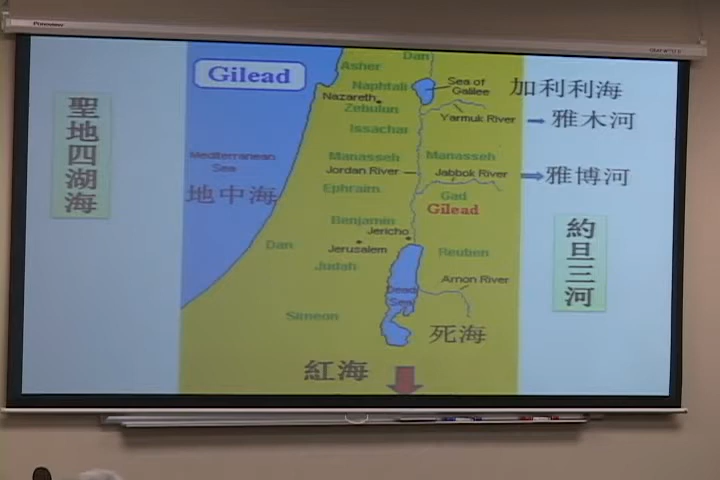 Gilead
Dan
Asher
Naphtali
Sea of
Galilee
加利利海
Nazareth
Zebulun
Yarmuk River
雅木河
Issachar
聖地四湖海
Mediterranean
Sea
地中海
Manasseh
Manasseh
Jordan River
Jabbok River
雅博河
Ephraim
Gad
Gilead
Benjamin
Jericho
約旦三河
Dan
Jerusalem
Reuben
Judah
Arnon River
Dead
Sea
Simeon
死海
紅海